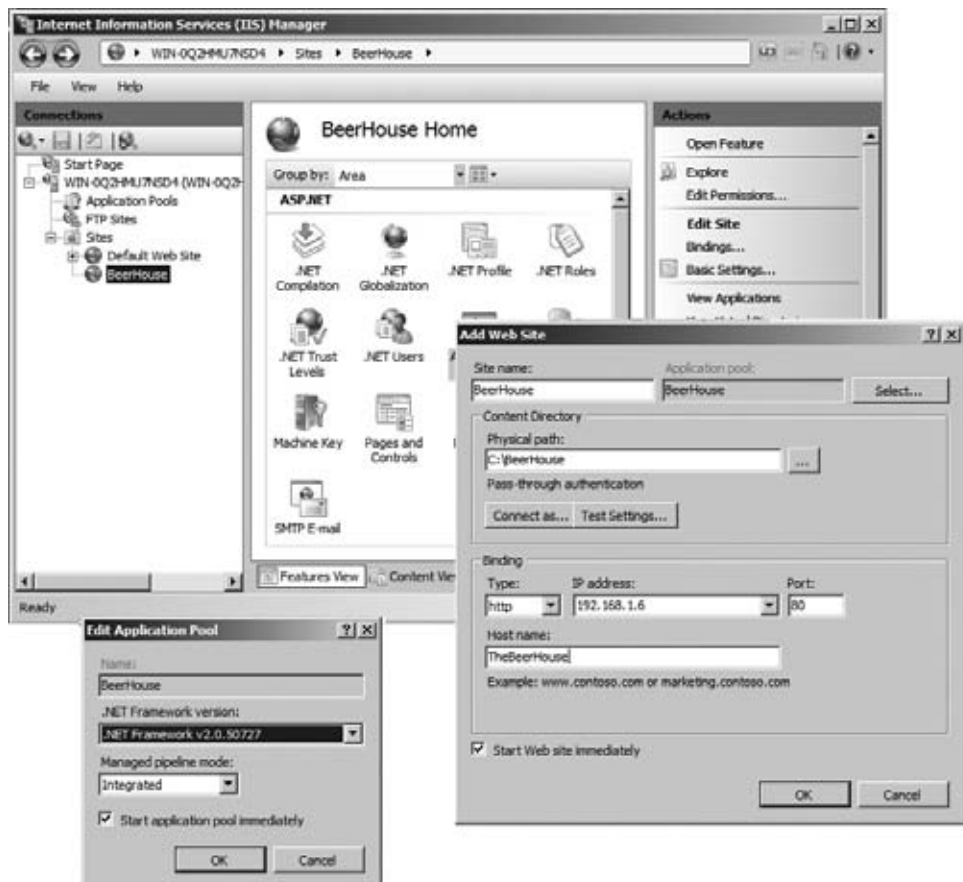 Internet Information Services (IIS) Manager
WIN-0Q2HMU7NSD4 Sites BeerHouse
File View Help
Connections
Start Page
WIN-0Q2HMU7NSD4 (WIN-0Q2H
Application Pools
FTP Sites
Sites
Default Web Site
BeerHouse
BeerHouse Home
Group by: Area
ASP.NET
.NET Compilation
.NET Globalization
.NET Profile
.NET Roles
.NET Trust Levels
.NET Users
Machine Key
Pages and Controls
SMTP E-mail
Features View Content Vie
Ready
Actions
Open Feature
Explore
Edit Permissions...
Edit Site
Bindings...
Basic Settings...
View Applications
Add Web Site
Site name: Application pool:
BeerHouse BeerHouse Select...
Content Directory
Physical path:
C:\BeerHouse ...
Pass-through authentication
Connect as... Test Settings...
Binding
Type: IP address: Port:
http 192.168.1.6 80
Host name:
TheBeerHouse
Example: www.contoso.com or marketing.contoso.com
Start Web site immediately
OK Cancel
Edit Application Pool
Name:
BeerHouse
.NET Framework version:
.NET Framework v2.0.50727
Managed pipeline mode:
Integrated
Start application pool immediately
OK Cancel